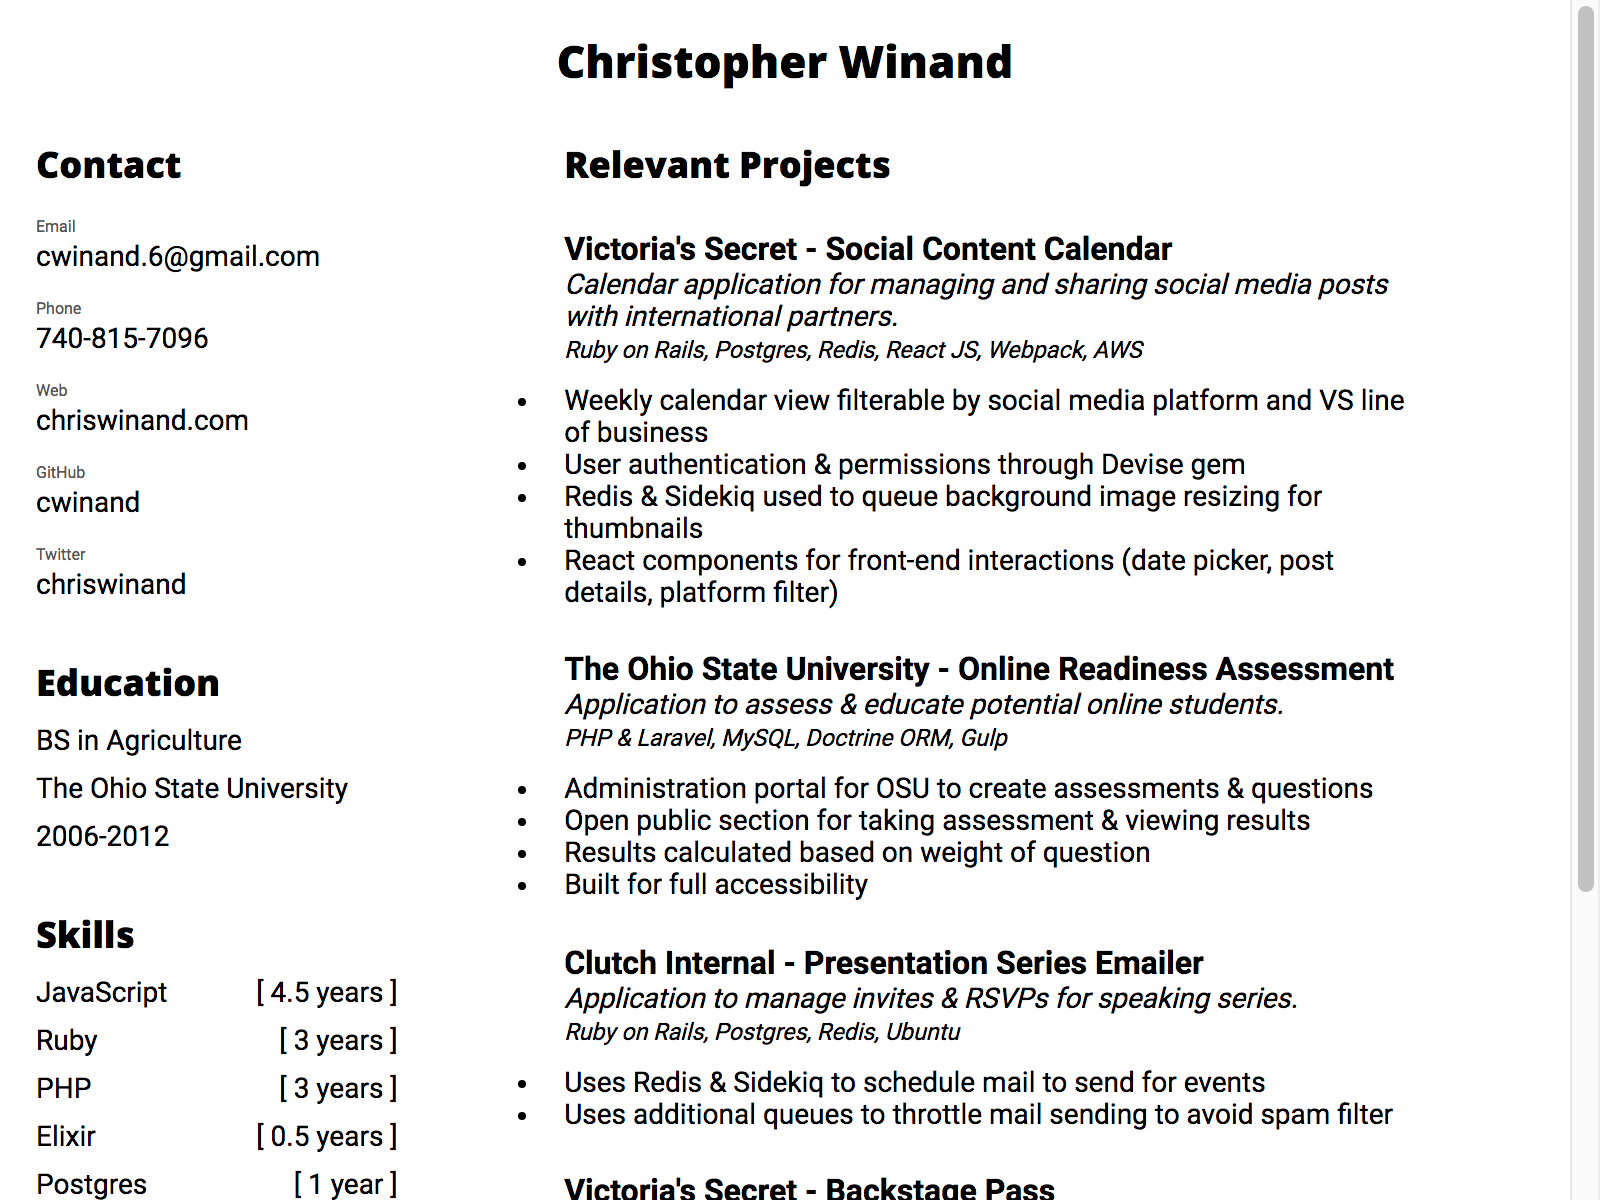 Christopher Winand
Contact
Email
cwinand.6@gmail.com
Phone
740-815-7096
Web
chriswinand.com
GitHub
cwinand
Twitter
chriswinand
Education
BS in Agriculture
The Ohio State University
2006-2012
Skills
JavaScript [ 4.5 years ]
Ruby [ 3 years ]
PHP [ 3 years ]
Elixir [ 0.5 years ]
Postgres [ 1 year ]
Relevant Projects
Victoria's Secret - Social Content Calendar
Calendar application for managing and sharing social media posts
with international partners.
Ruby on Rails, Postgres, Redis, React JS, Webpack, AWS
• Weekly calendar view filterable by social media platform and VS line
of business
• User authentication & permissions through Devise gem
• Redis & Sidekiq used to queue background image resizing for
thumbnails
• React components for front-end interactions (date picker, post
details, platform filter)
The Ohio State University - Online Readiness Assessment
Application to assess & educate potential online students.
PHP & Laravel, MySQL, Doctrine ORM, Gulp
• Administration portal for OSU to create assessments & questions
• Open public section for taking assessment & viewing results
• Results calculated based on weight of question
• Built for full accessibility
Clutch Internal - Presentation Series Emailer
Application to manage invites & RSVPs for speaking series.
Ruby on Rails, Postgres, Redis, Ubuntu
• Uses Redis & Sidekiq to schedule mail to send for events
• Uses additional queues to throttle mail sending to avoid spam filter
Victoria's Secret - Backstage Pass